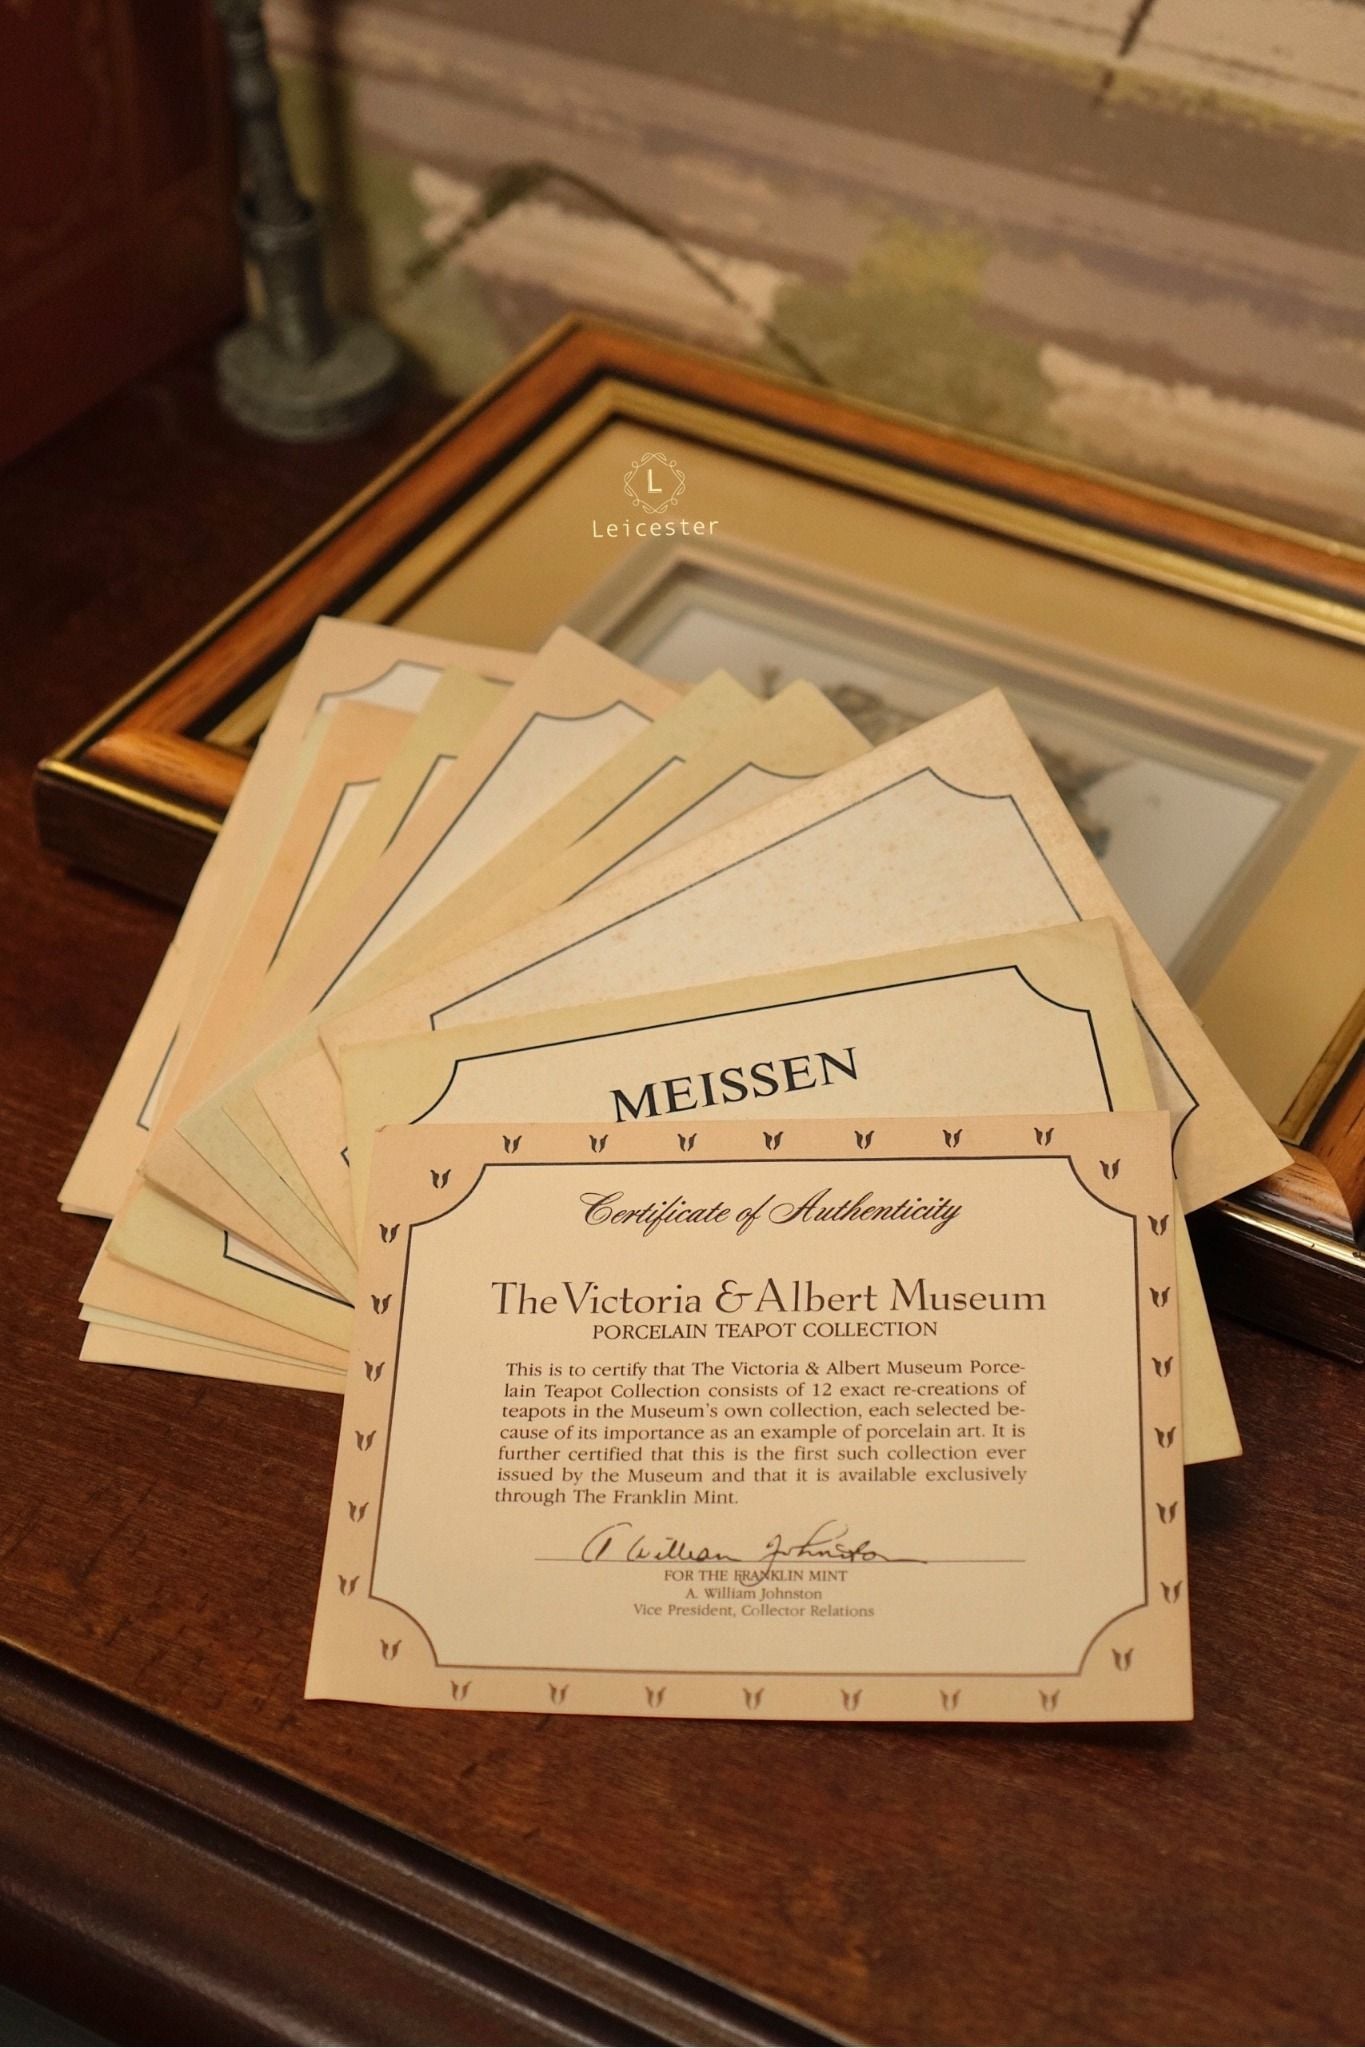 L
Leicester
MEISSEN
Certificate of Authenticity
The Victoria & Albert Museum
PORCELAIN TEAPOT COLLECTION
This is to certify that The Victoria & Albert Museum Porce-
lain Teapot Collection consists of 12 exact re-creations of
teapots in the Museum's own collection, each selected be-
cause of its importance as an example of porcelain art. It is
further certified that this is the first such collection ever
issued by the Museum and that it is available exclusively
through The Franklin Mint.
A William Johnston
FOR THE FRANKLIN MINT
A. William Johnston
Vice President, Collector Relations